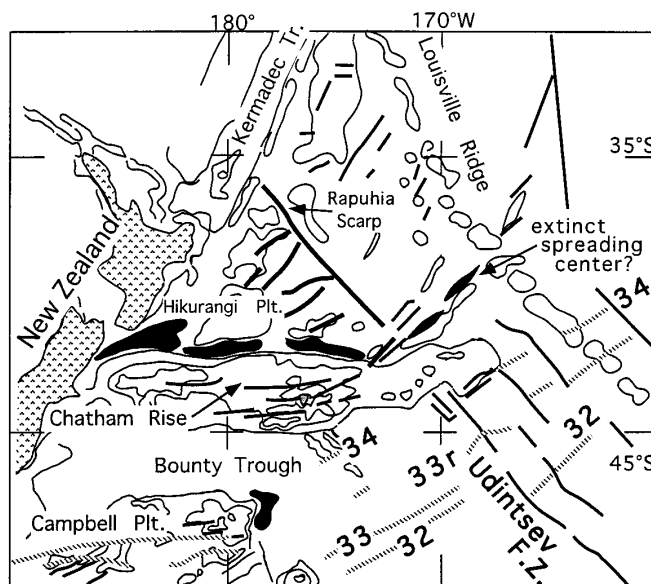 180°
170°W
Kermadec Tr.
Louisville
Ridge
35°S
Rapuhia
Scarp
extinct
spreading
center?
New Zealand
Hikurangi Plt.
34
Chatham Rise
34
32
45°S
33r
Bounty Trough
Udintsev
F.Z.
Campbell Plt.
33
32